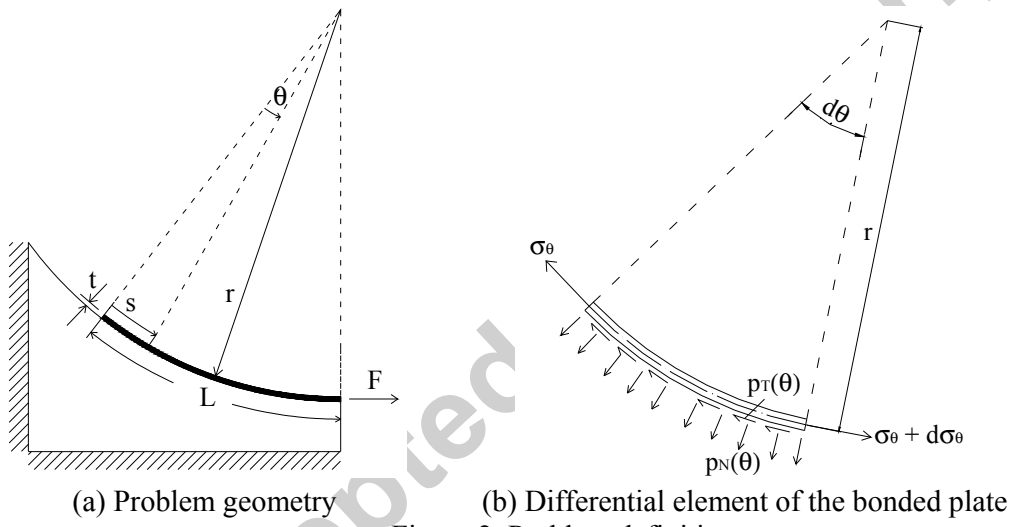 θ
t
s
r
L
F
(a) Problem geometry
dθ
r
σθ
pT(θ)
pN(θ)
σθ + dσθ
(b) Differential element of the bonded plate